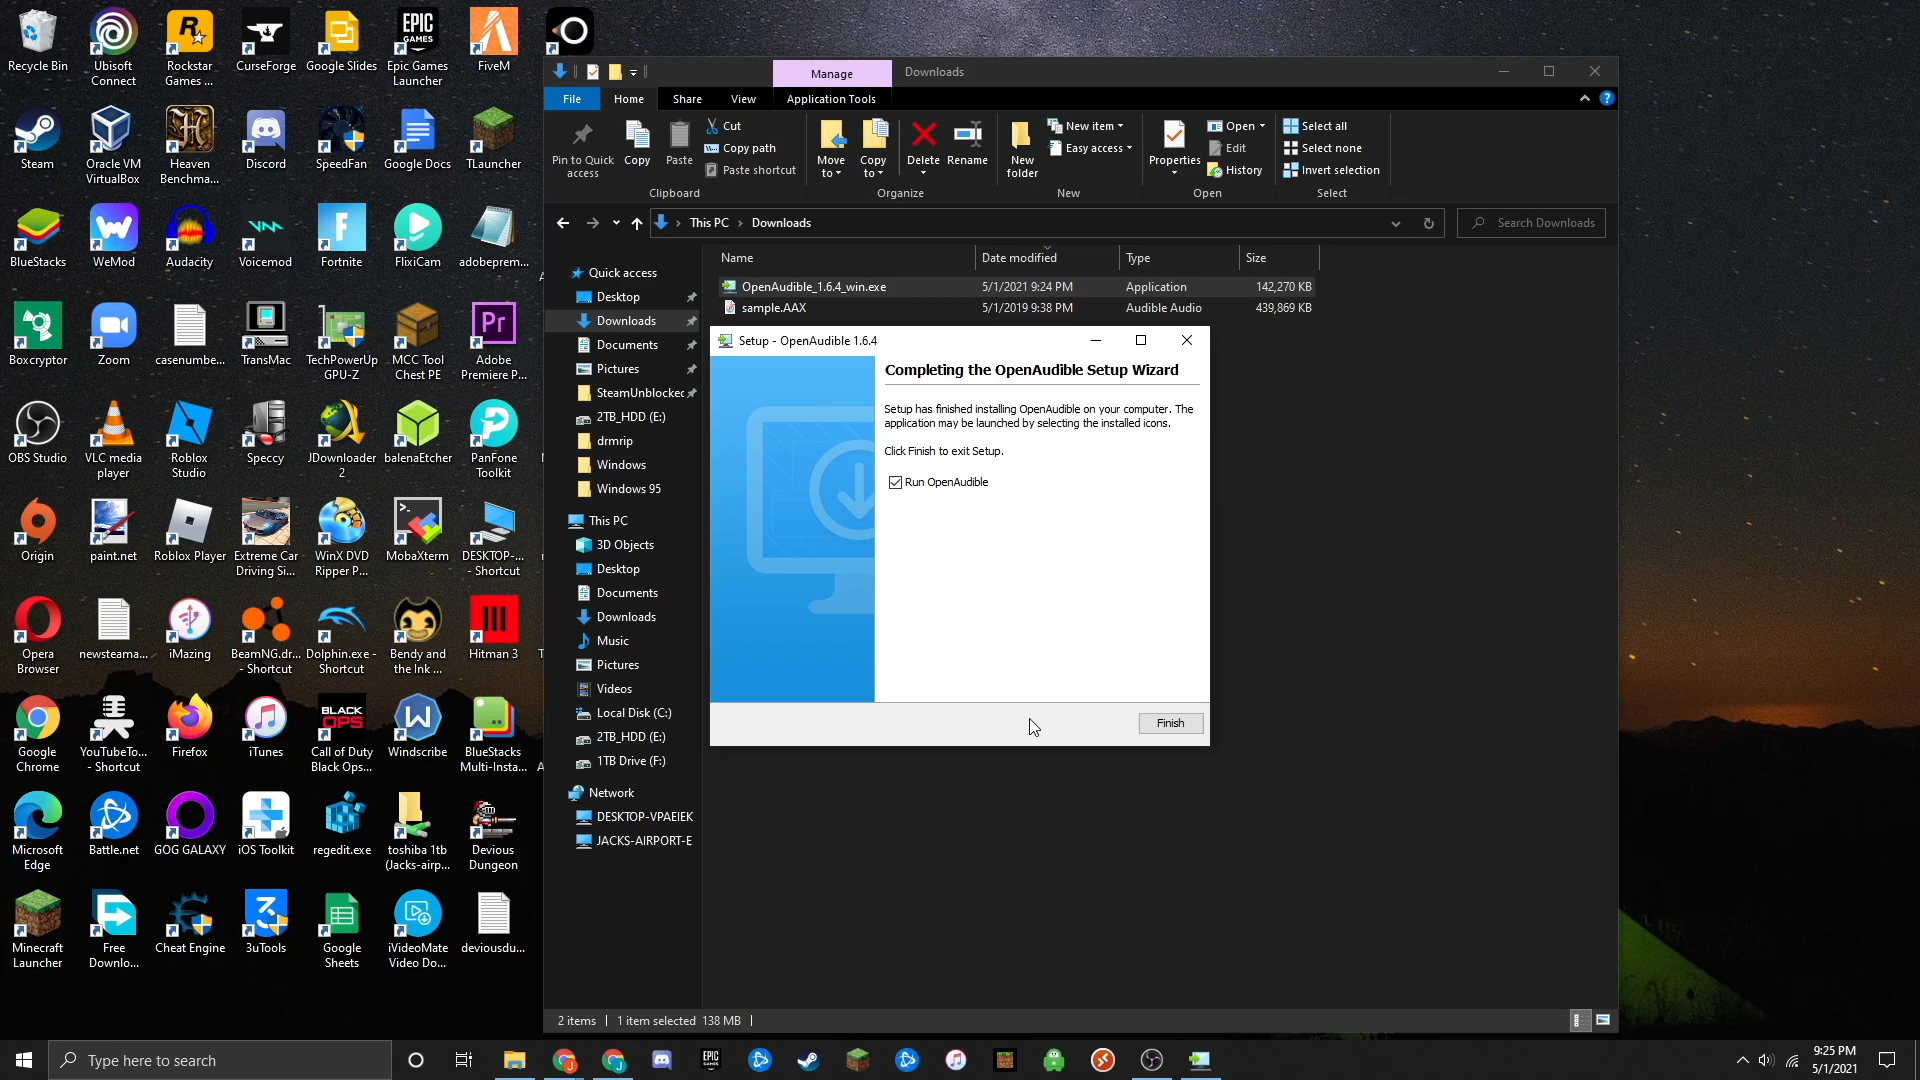 Recycle Bin
Ubisoft
Connect
Rockstar
Games ...
CurseForge
Google Slides
EPIC
GAMES
Epic Games
Launcher
FiveM
Steam
Oracle VM
VirtualBox
Heaven
Benchma...
Discord
SpeedFan
Google Docs
TLauncher
BlueStacks
WeMod
Audacity
Voicemod
Fortnite
FlixiCam
adobeprem...
Boxcryptor
Zoom
casenumbe...
TransMac
TechPowerUp
GPU-Z
MCC Tool
Chest PE
Pr
Adobe
Premiere P...
OBS Studio
VLC media
player
Roblox
Studio
Speccy
JDownloader
2
balenaEtcher
PanFone
Toolkit
Origin
paint.net
Roblox Player
Extreme Car
Driving Si...
WinX DVD
Ripper P...
MobaXterm
DESKTOP-...
- Shortcut
Opera
Browser
newsteama...
iMazing
BeamNG.dr...
- Shortcut
Dolphin.exe -
Shortcut
Bendy and
the Ink ...
Hitman 3
Google
Chrome
YouTubeTo...
- Shortcut
Firefox
iTunes
BLACK
OPS
Call of Duty
Black Ops...
Windscribe
BlueStacks
Multi-Insta...
Microsoft
Edge
Battle.net
GOG GALAXY
iOS Toolkit
regedit.exe
toshiba 1tb
(Jacks-airp...
Devious
Dungeon
Minecraft
Launcher
Free
Downlo...
Cheat Engine
3uTools
Google
Sheets
iVideoMate
Video Do...
deviousdu...
Manage
Downloads
File
Home
Share
View
Application Tools
Pin to Quick
access
Copy
Paste
Cut
Copy path
Paste shortcut
Clipboard
Move
to
Copy
to
Delete
Rename
Organize
New
folder
New item
Easy access
New
Properties
Open
Edit
History
Open
Select all
Select none
Invert selection
Select
This PC
Downloads
Search Downloads
Quick access
Desktop
Downloads
Documents
Pictures
SteamUnblocked
2TB_HDD (E:)
drmrip
Windows
Windows 95
This PC
3D Objects
Desktop
Documents
Downloads
Music
Pictures
Videos
Local Disk (C:)
2TB_HDD (E:)
1TB Drive (F:)
Network
DESKTOP-VPAEIEK
JACKS-AIRPORT-E
Name
Date modified
Type
Size
OpenAudible_1.6.4_win.exe
5/1/2021 9:24 PM
Application
142,270 KB
sample.AAX
5/1/2019 9:38 PM
Audible Audio
439,869 KB
Setup - OpenAudible 1.6.4
Completing the OpenAudible Setup Wizard
Setup has finished installing OpenAudible on your computer. The
application may be launched by selecting the installed icons.
Click Finish to exit Setup.
Run OpenAudible
Finish
2 items
1 item selected 138 MB
Type here to search
9:25 PM
5/1/2021